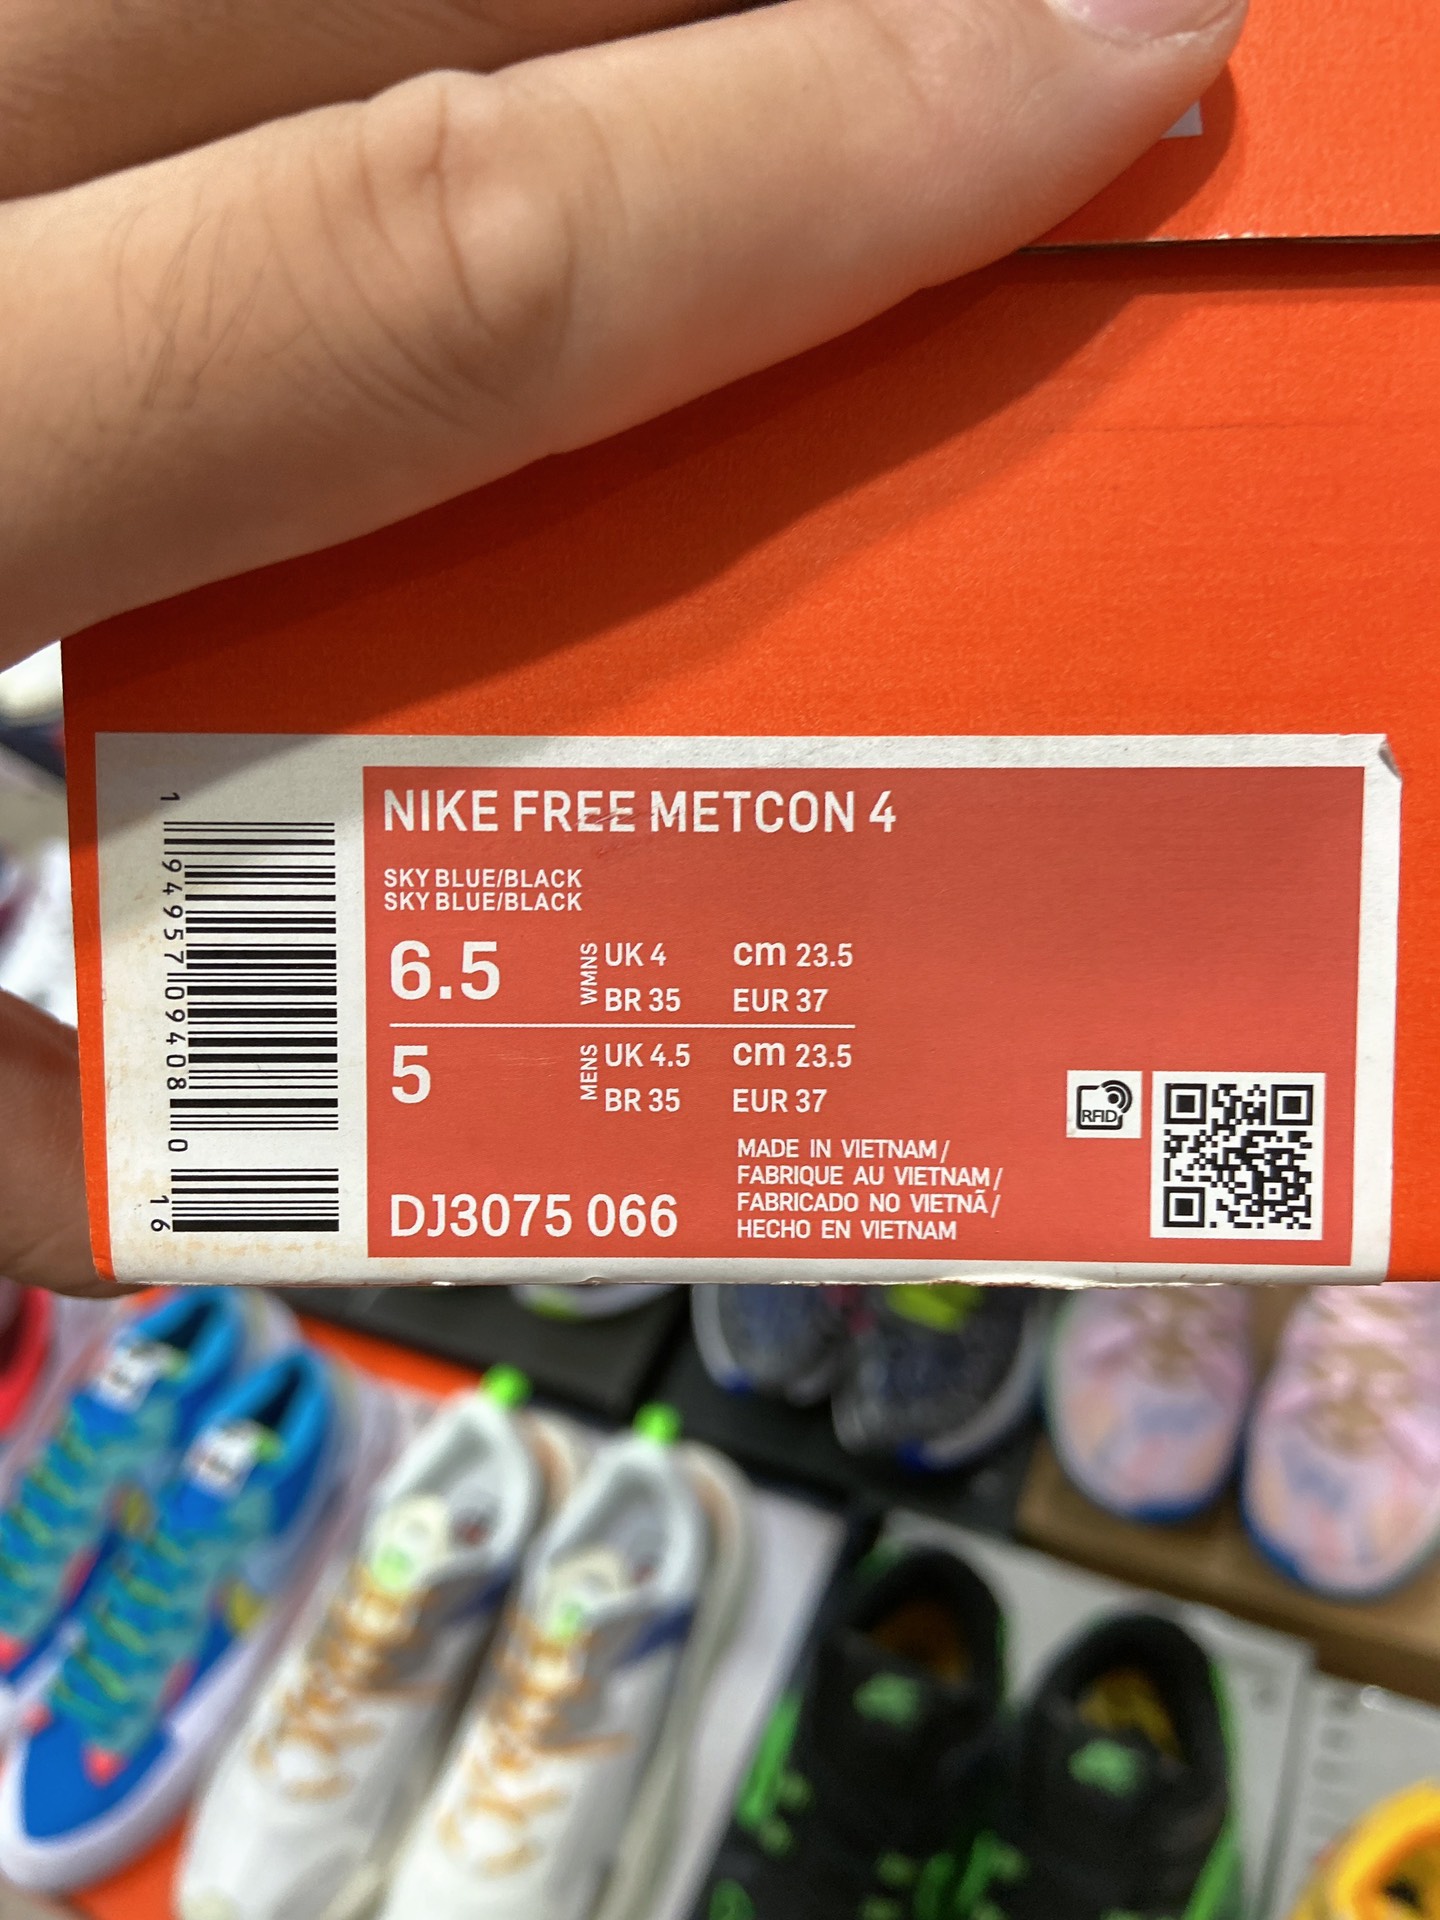 NIKE FREE METCON 4
SKY BLUE/BLACK
SKY BLUE/BLACK
6.5 WMNS UK 4 cm 23.5
BR 35 EUR 37
5 MENS UK 4.5 cm 23.5
BR 35 EUR 37
MADE IN VIETNAM/
FABRIQUE AU VIETNAM/
FABRICADO NO VIETNÃ/
HECHO EN VIETNAM
DJ3075 066
RFID
1 94957 09408 0
16